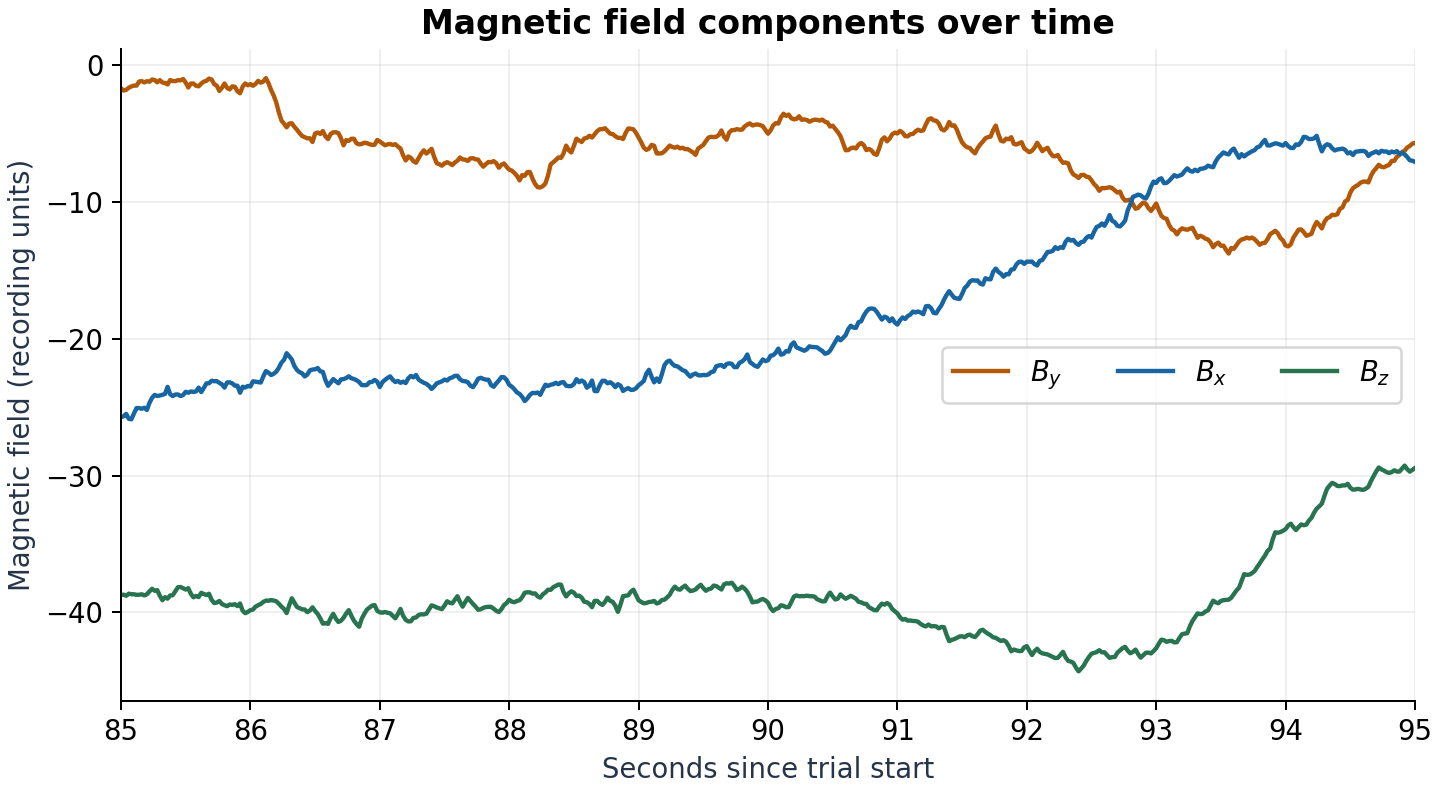 Magnetic field components over time
Magnetic field (recording units)
0
−10
−20
−30
−40
B_y B_x B_z
85 86 87 88 89 90 91 92 93 94 95
Seconds since trial start